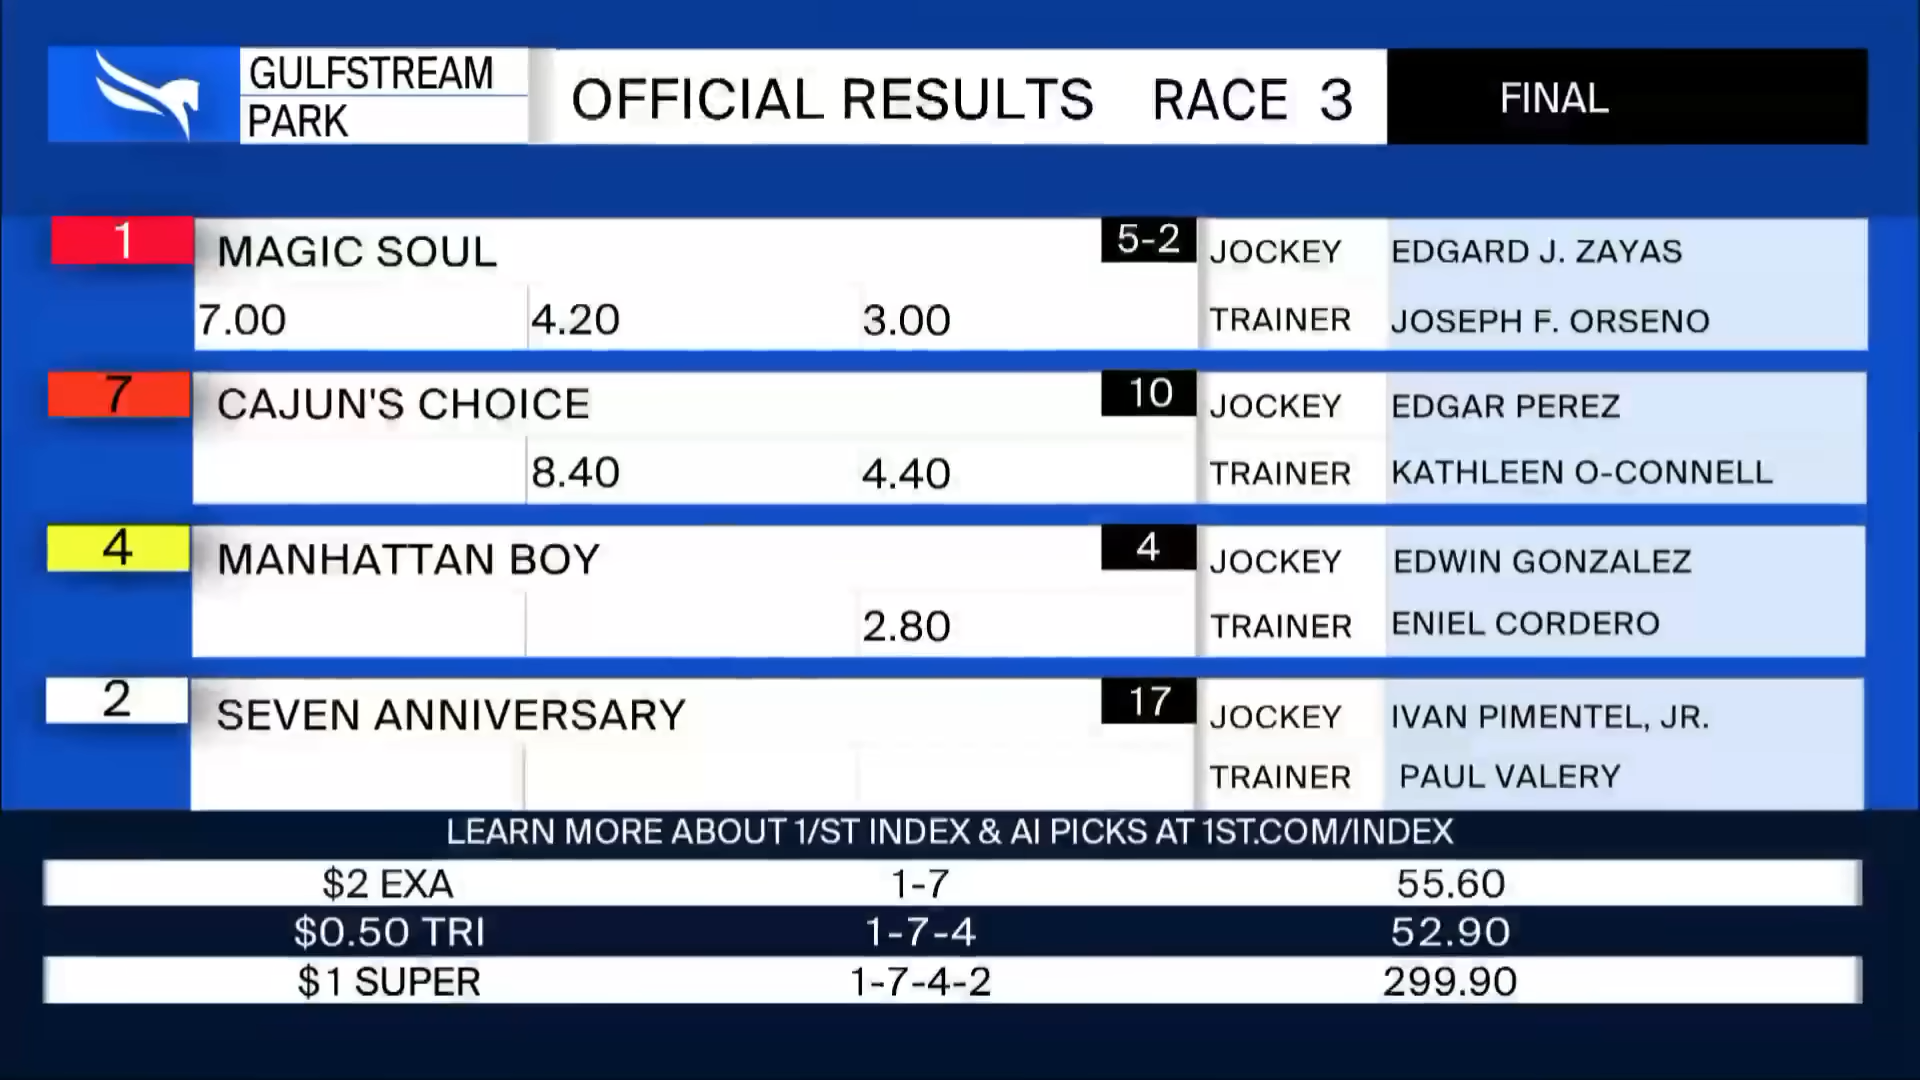 GULFSTREAM
PARK
OFFICIAL RESULTS RACE 3
FINAL
1
MAGIC SOUL
5-2
JOCKEY EDGARD J. ZAYAS
7.00 4.20 3.00
TRAINER JOSEPH F. ORSENO
7
CAJUN'S CHOICE
10
JOCKEY EDGAR PEREZ
8.40 4.40
TRAINER KATHLEEN O-CONNELL
4
MANHATTAN BOY
4
JOCKEY EDWIN GONZALEZ
2.80
TRAINER ENIEL CORDERO
2
SEVEN ANNIVERSARY
17
JOCKEY IVAN PIMENTEL, JR.
TRAINER PAUL VALERY
LEARN MORE ABOUT 1/ST INDEX & AI PICKS AT 1ST.COM/INDEX
$2 EXA 1-7 55.60
$0.50 TRI 1-7-4 52.90
$1 SUPER 1-7-4-2 299.90